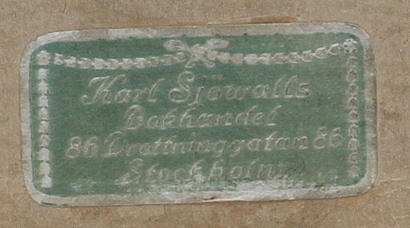 Karl Sjöwalls
Bokhandel
86 Drottninggatan 86
Stockholm